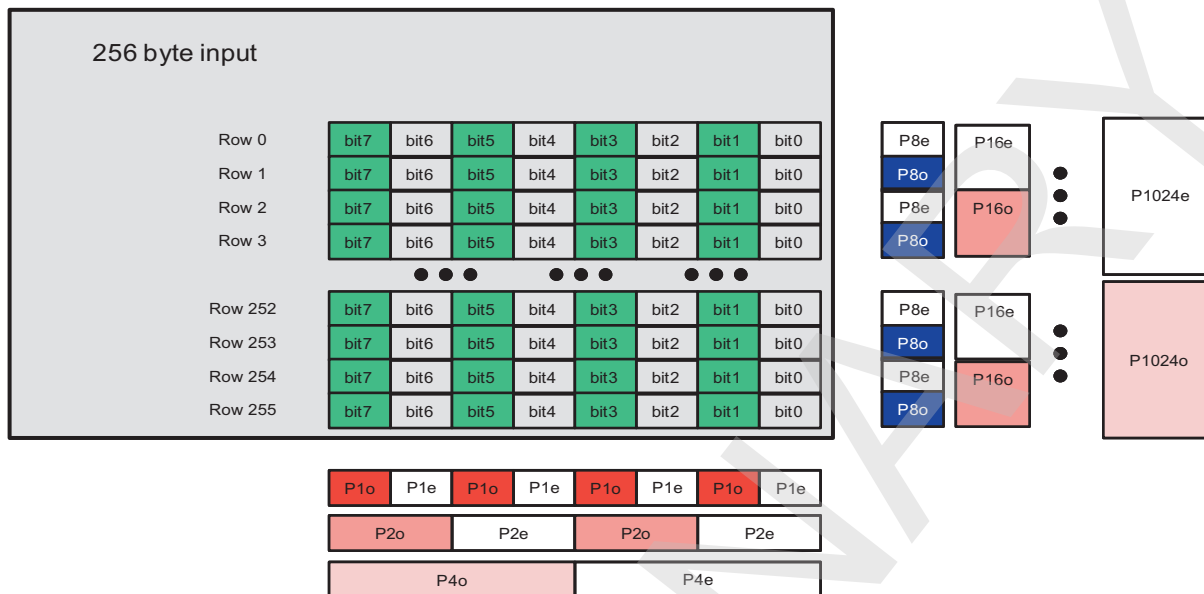 256 byte input
Row 0 bit7 bit6 bit5 bit4 bit3 bit2 bit1 bit0 P8e P16e
Row 1 bit7 bit6 bit5 bit4 bit3 bit2 bit1 bit0 P8o
Row 2 bit7 bit6 bit5 bit4 bit3 bit2 bit1 bit0 P8e P16o P1024e
Row 3 bit7 bit6 bit5 bit4 bit3 bit2 bit1 bit0 P8o
Row 252 bit7 bit6 bit5 bit4 bit3 bit2 bit1 bit0 P8e P16e
Row 253 bit7 bit6 bit5 bit4 bit3 bit2 bit1 bit0 P8o P1024o
Row 254 bit7 bit6 bit5 bit4 bit3 bit2 bit1 bit0 P8e P16o
Row 255 bit7 bit6 bit5 bit4 bit3 bit2 bit1 bit0 P8o
P1o P1e P1o P1e P1o P1e P1o P1e
P2o P2e P2o P2e
P4o P4e
NARY